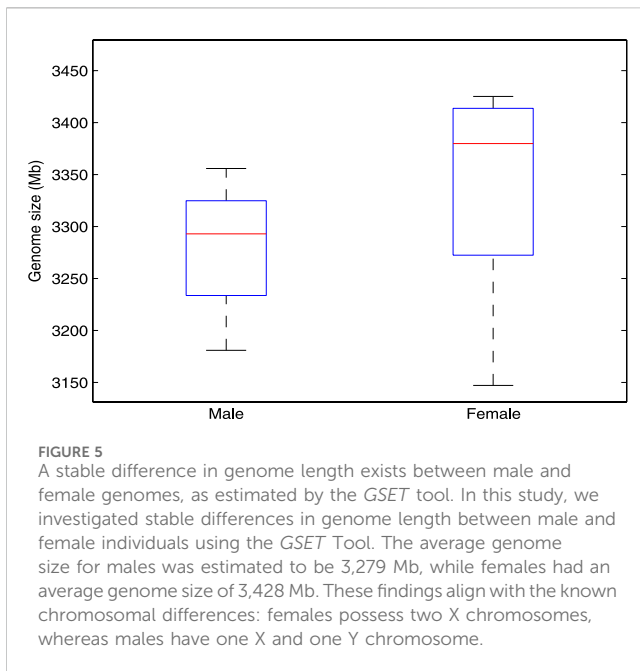 3450
3400
3350
3300
3250
3200
3150
Genome size (Mb)
Male Female
FIGURE 5
A stable difference in genome length exists between male and
female genomes, as estimated by the GSET tool. In this study, we
investigated stable differences in genome length between male and
female individuals using the GSET Tool. The average genome
size for males was estimated to be 3,279 Mb, while females had an
average genome size of 3,428 Mb. These findings align with the known
chromosomal differences: females possess two X chromosomes,
whereas males have one X and one Y chromosome.